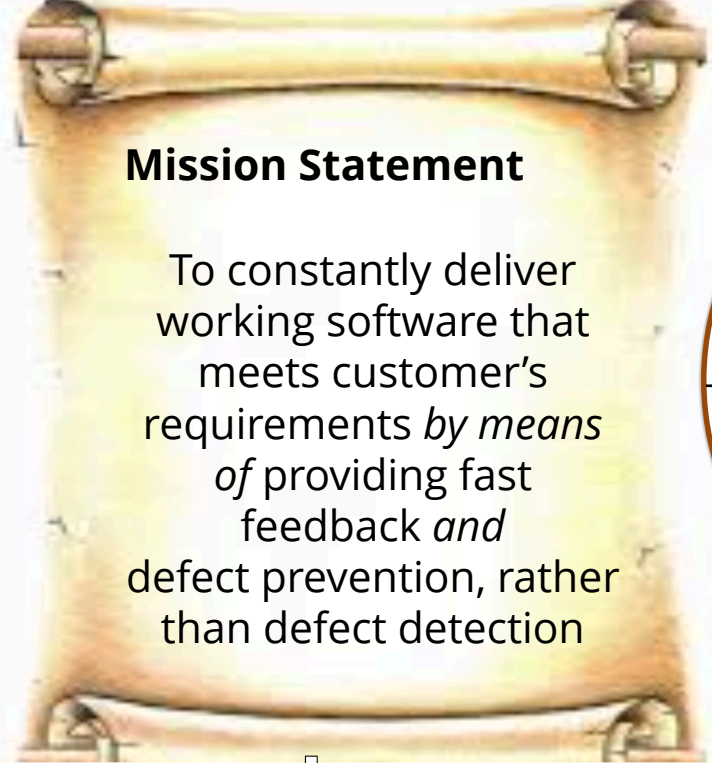 Mission Statement
To constantly deliver
working software that
meets customer’s
requirements by means
of providing fast
feedback and
defect prevention, rather
than defect detection